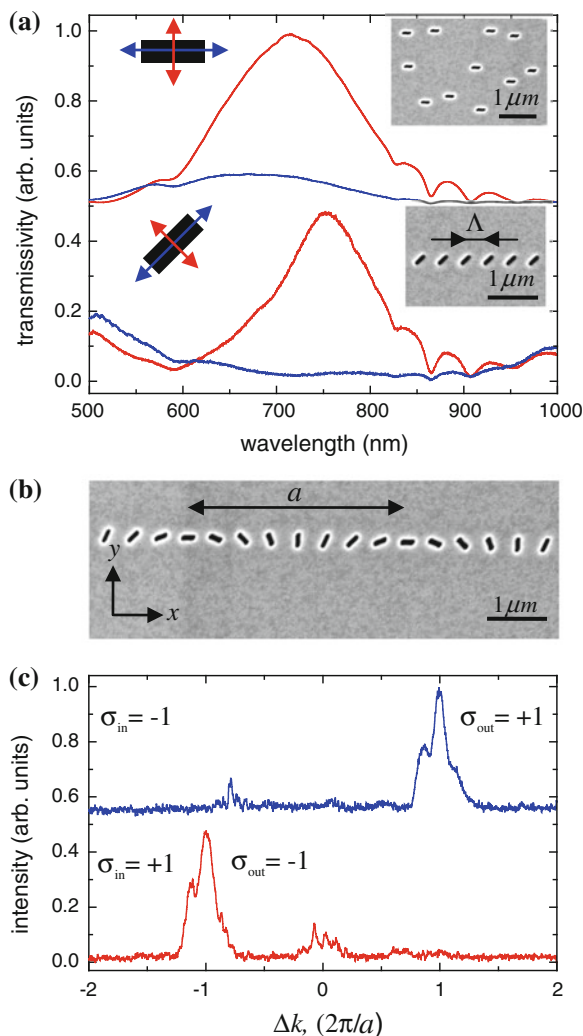 (a)
1.0
0.8
1.0
0.6
0.4
0.2
0.0
transmissivity (arb. units)
1 μm
Λ
1 μm
500 600 700 800 900 1000
wavelength (nm)
(b)
a
y
x
1 μm
(c)
1.0
0.8
0.6
0.4
0.2
0.0
intensity (arb. units)
σin= -1
σout= +1
σin= +1
σout= -1
-2 -1 0 1 2
Δk, (2π/a)